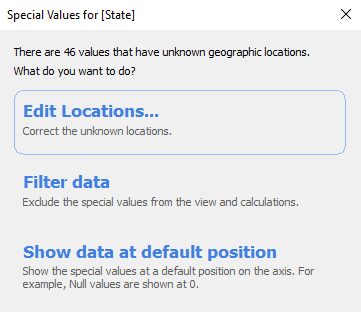 Special Values for [State]
There are 46 values that have unknown geographic locations.
What do you want to do?
Edit Locations...
Correct the unknown locations.
Filter data
Exclude the special values from the view and calculations.
Show data at default position
Show the special values at a default position on the axis. For
example, Null values are shown at 0.